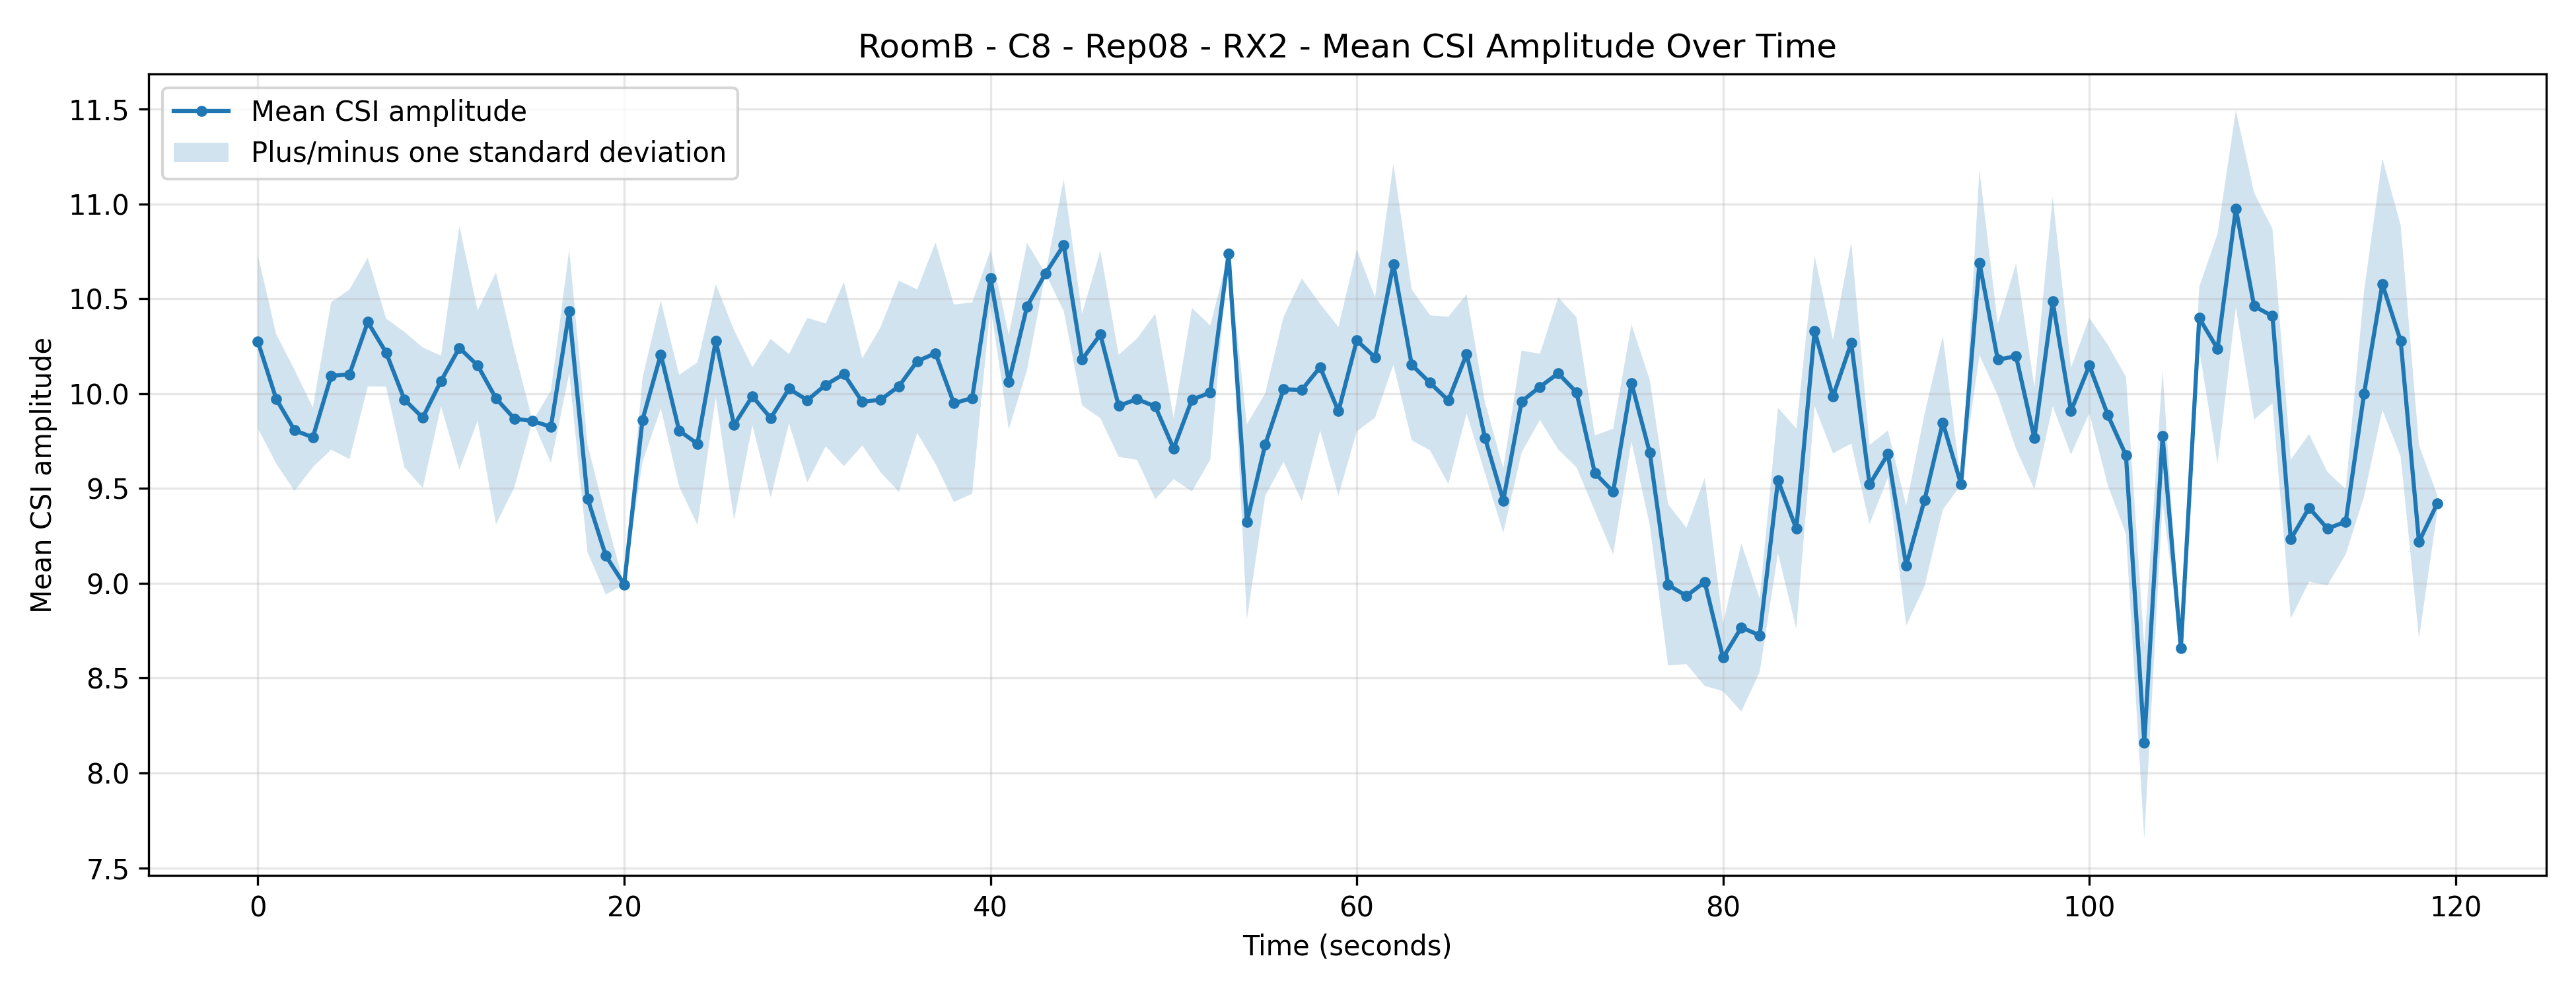 RoomB - C8 - Rep08 - RX2 - Mean CSI Amplitude Over Time
Mean CSI amplitude
Plus/minus one standard deviation
Mean CSI amplitude
11.5
11.0
10.5
10.0
9.5
9.0
8.5
8.0
7.5
0 20 40 60 80 100 120
Time (seconds)